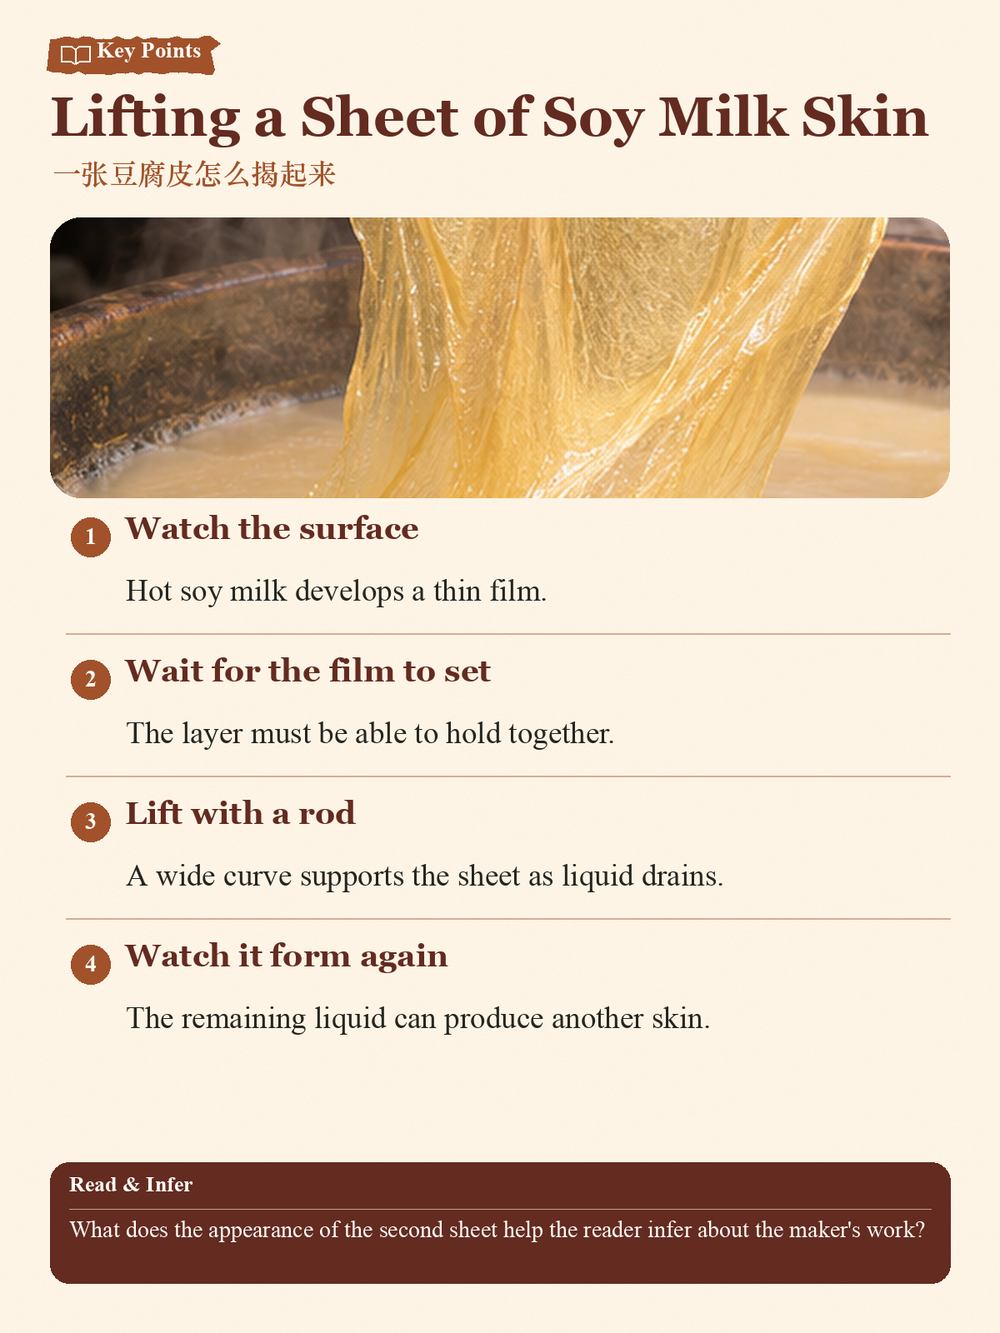 Key Points
Lifting a Sheet of Soy Milk Skin
一张豆腐皮怎么揭起来
1 Watch the surface
Hot soy milk develops a thin film.
2 Wait for the film to set
The layer must be able to hold together.
3 Lift with a rod
A wide curve supports the sheet as liquid drains.
4 Watch it form again
The remaining liquid can produce another skin.
Read & Infer
What does the appearance of the second sheet help the reader infer about the maker's work?